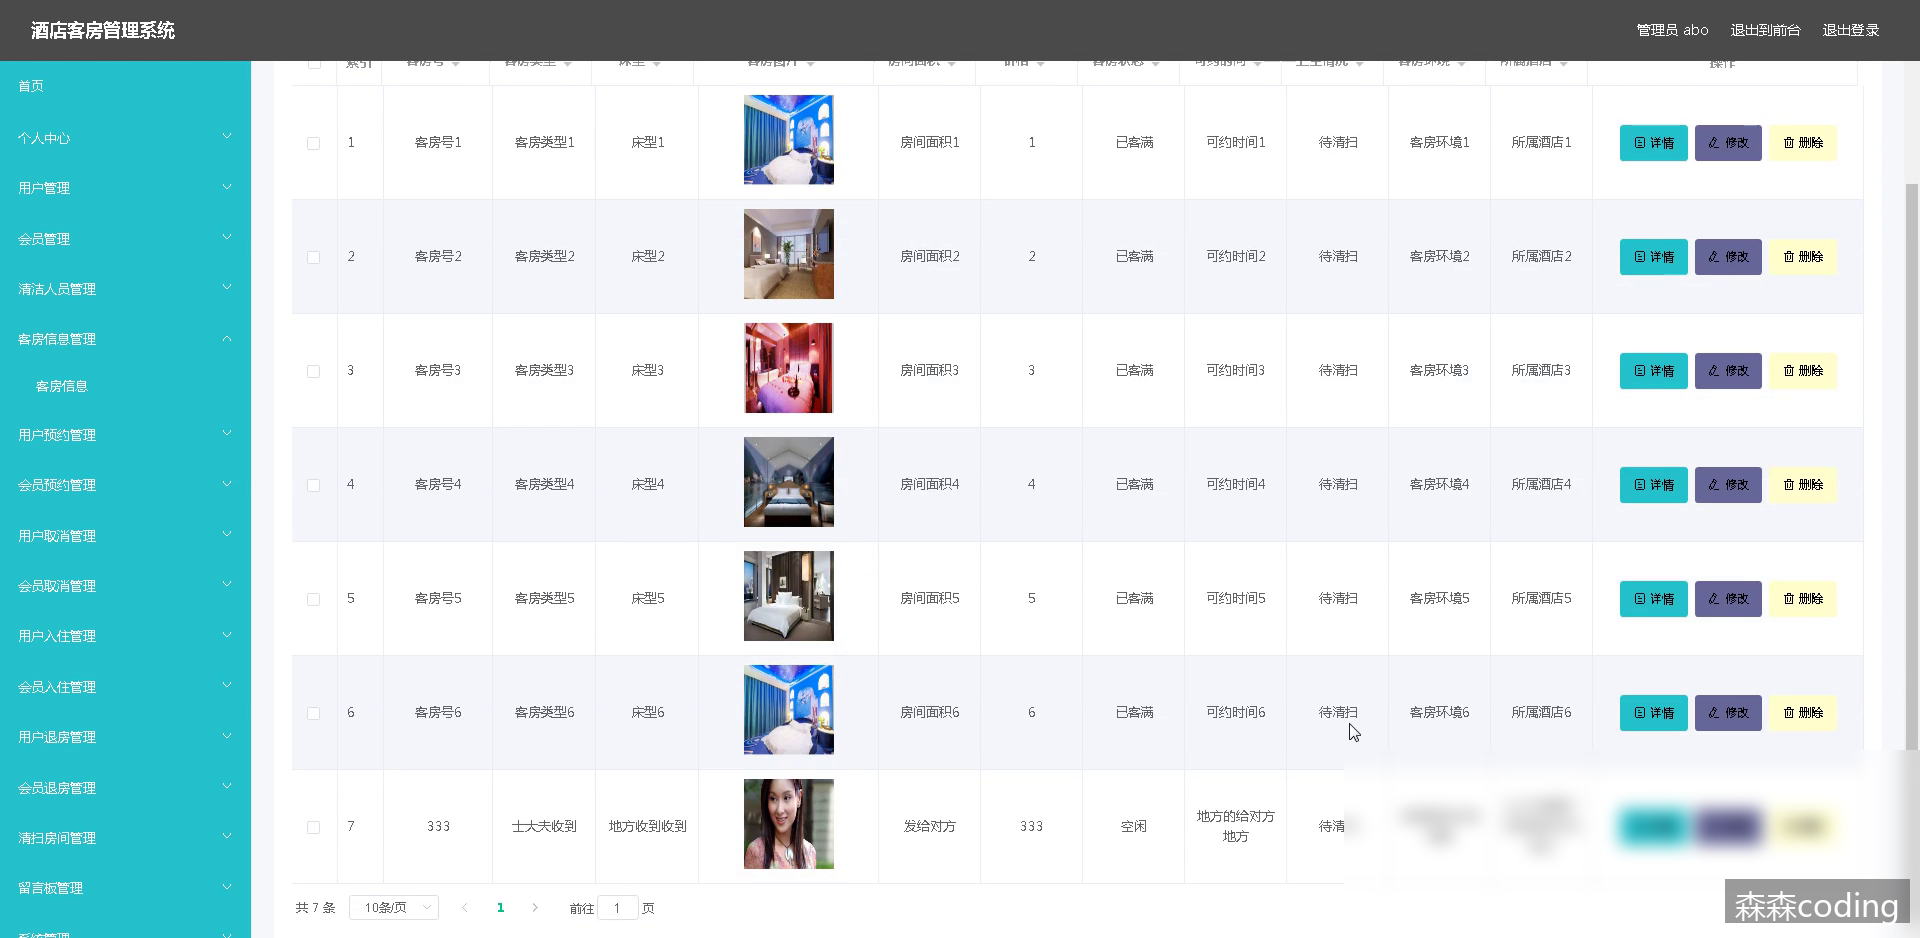 酒店客房管理系统
管理员 abo 退出到前台 退出登录
首页
个人中心
用户管理
会员管理
清洁人员管理
客房信息管理
客房信息
用户预约管理
会员预约管理
用户取消管理
会员取消管理
用户入住管理
会员入住管理
用户退房管理
会员退房管理
清扫房间管理
留言板管理
系统管理
索引 客房号 客房类型 床型 客房图片 房间面积 价格 客房状态 可约时间 卫生情况 客房环境 所属酒店 操作
1 客房号1 客房类型1 床型1 房间面积1 1 已客满 可约时间1 待清扫 客房环境1 所属酒店1 详情 修改 删除
2 客房号2 客房类型2 床型2 房间面积2 2 已客满 可约时间2 待清扫 客房环境2 所属酒店2 详情 修改 删除
3 客房号3 客房类型3 床型3 房间面积3 3 已客满 可约时间3 待清扫 客房环境3 所属酒店3 详情 修改 删除
4 客房号4 客房类型4 床型4 房间面积4 4 已客满 可约时间4 待清扫 客房环境4 所属酒店4 详情 修改 删除
5 客房号5 客房类型5 床型5 房间面积5 5 已客满 可约时间5 待清扫 客房环境5 所属酒店5 详情 修改 删除
6 客房号6 客房类型6 床型6 房间面积6 6 已客满 可约时间6 待清扫 客房环境6 所属酒店6 详情 修改 删除
7 333 士大夫收到 地方收到收到 发给对方 333 空闲 地方的给对方 待清
地方
共 7 条 10条/页 1 前往 1 页
森森coding